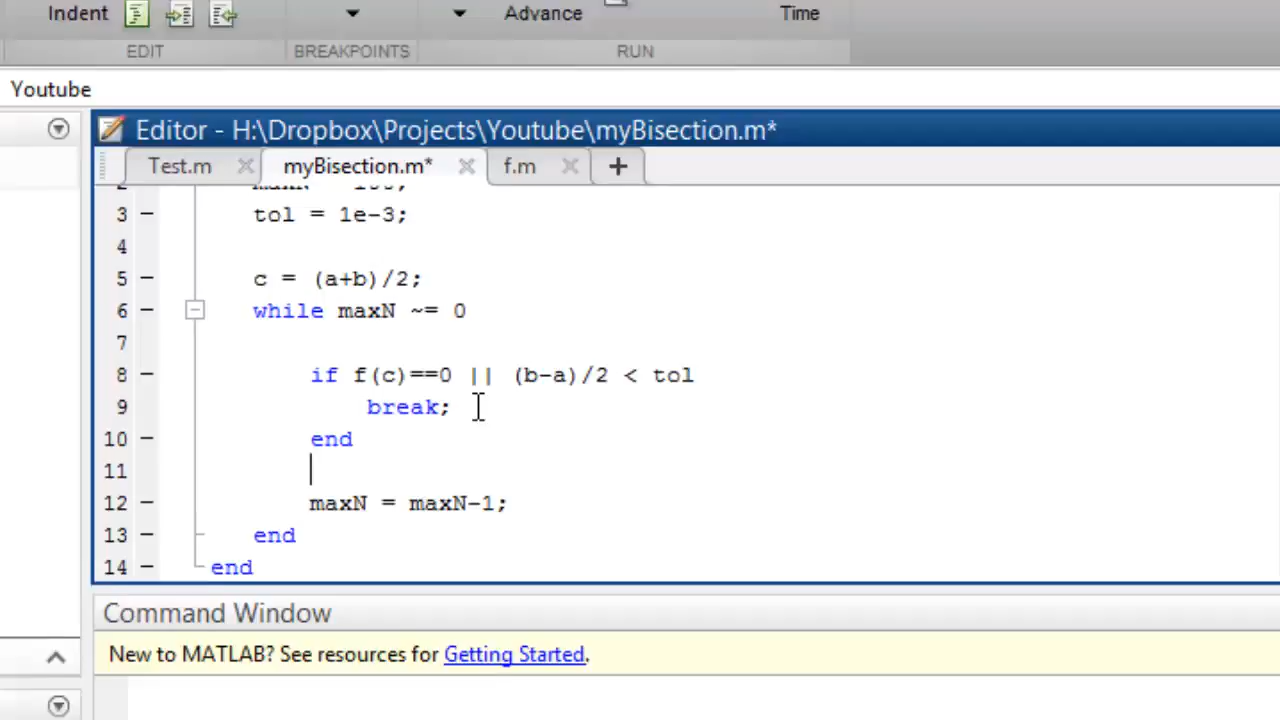 Indent Advance Time
EDIT BREAKPOINTS RUN
Youtube
Editor - H:\Dropbox\Projects\Youtube\myBisection.m*
Test.m myBisection.m* f.m +
3 - tol = 1e-3;
4
5 - c = (a+b)/2;
6 - while maxN ~= 0
7
8 - if f(c)==0 || (b-a)/2 < tol
9 break;
10 - end
11
12 - maxN = maxN-1;
13 - end
14 - end
Command Window
New to MATLAB? See resources for Getting Started.